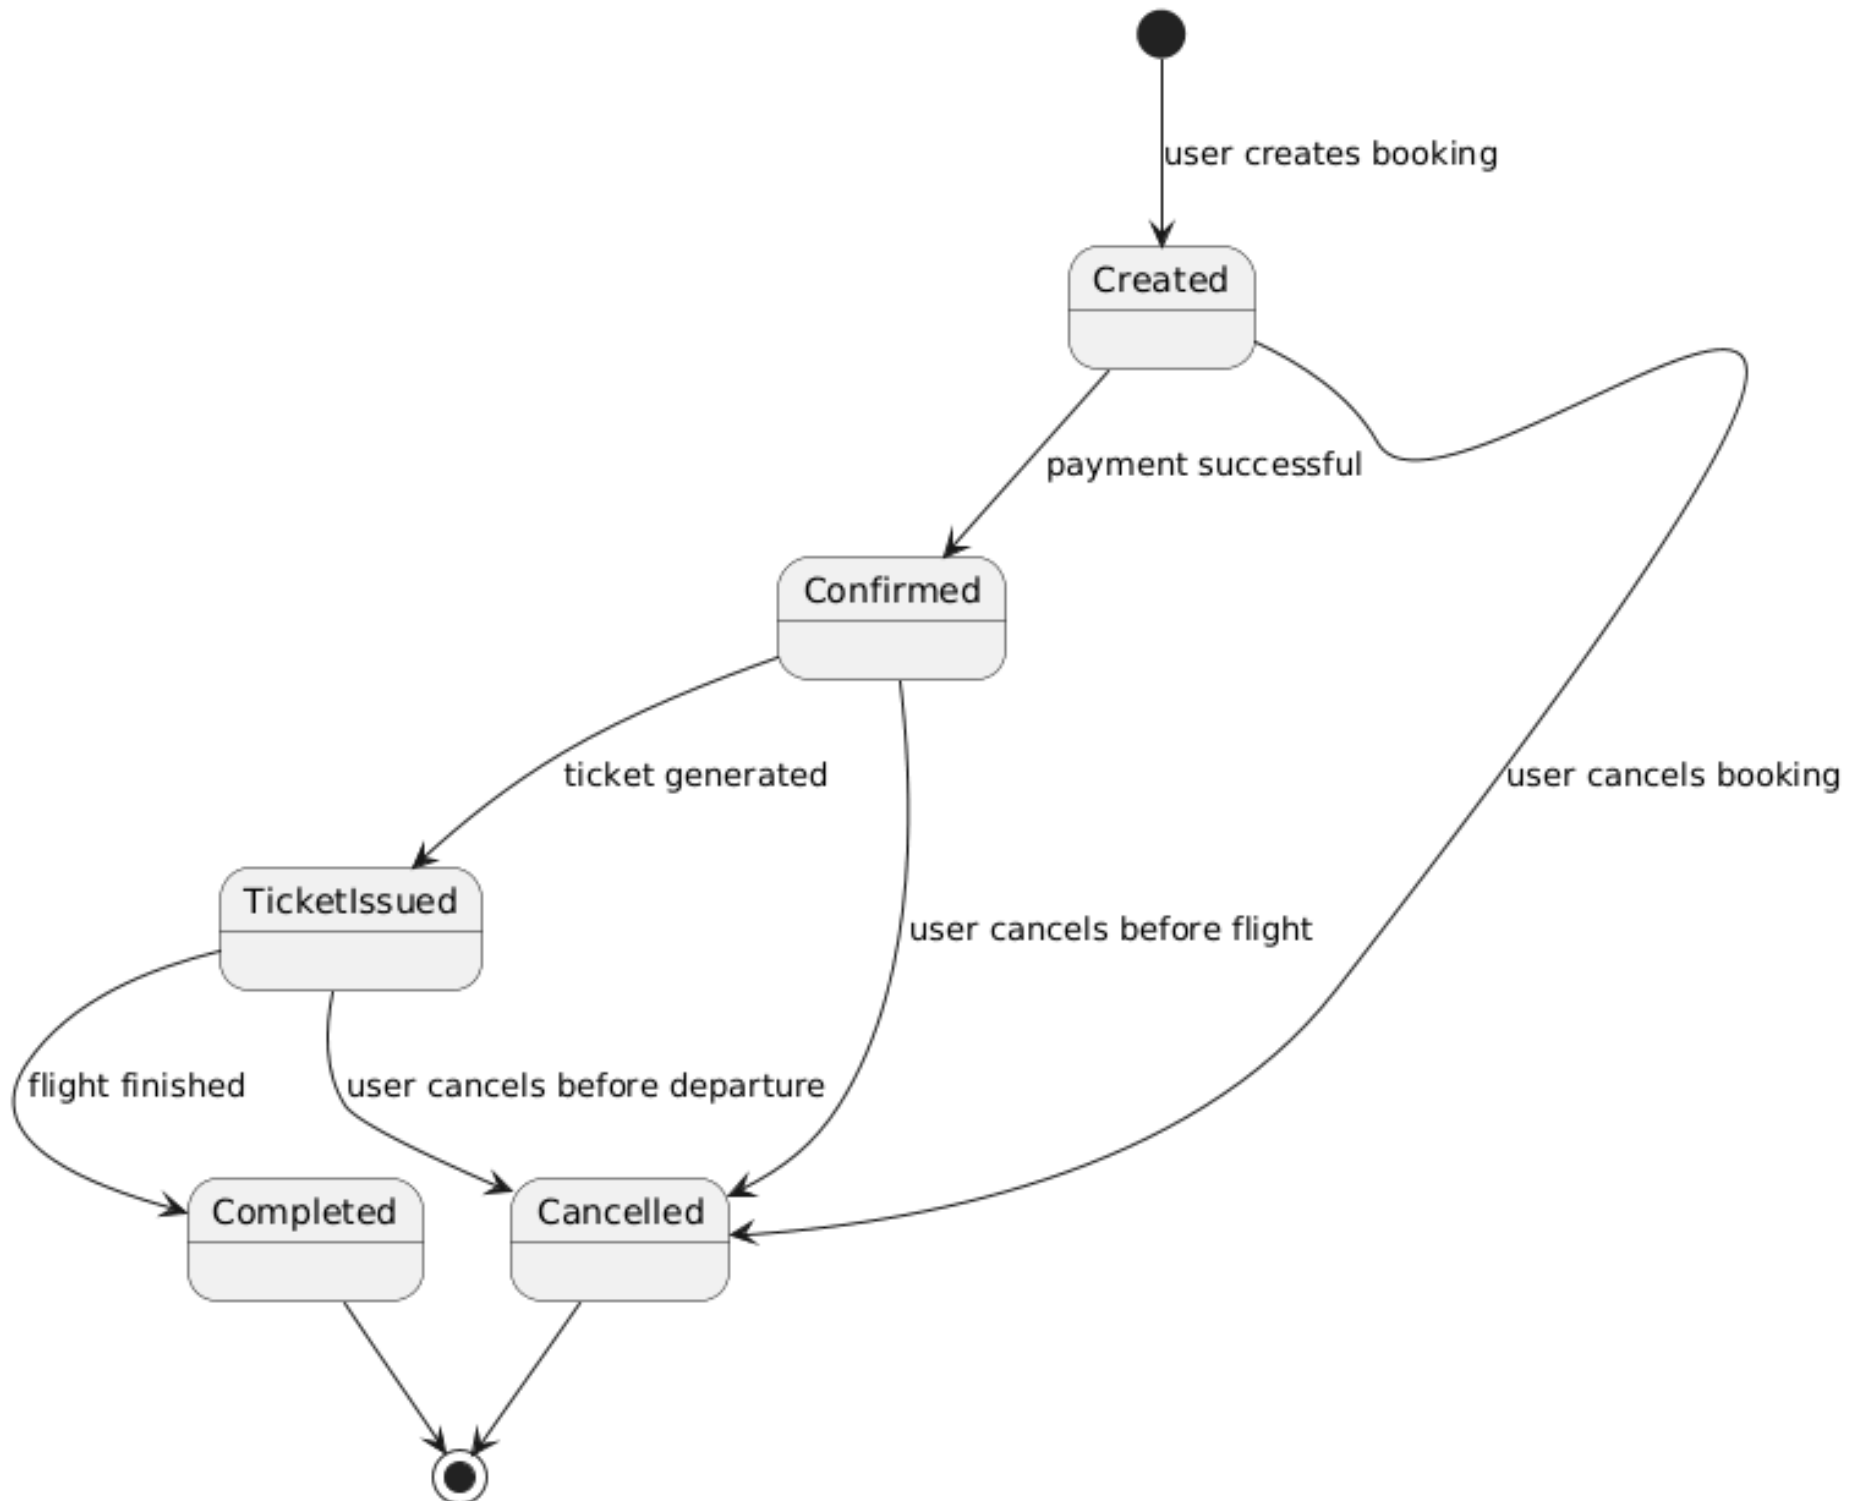 user creates booking
Created
payment successful
Confirmed
ticket generated
user cancels booking
TicketIssued
user cancels before flight
flight finished
user cancels before departure
Completed
Cancelled